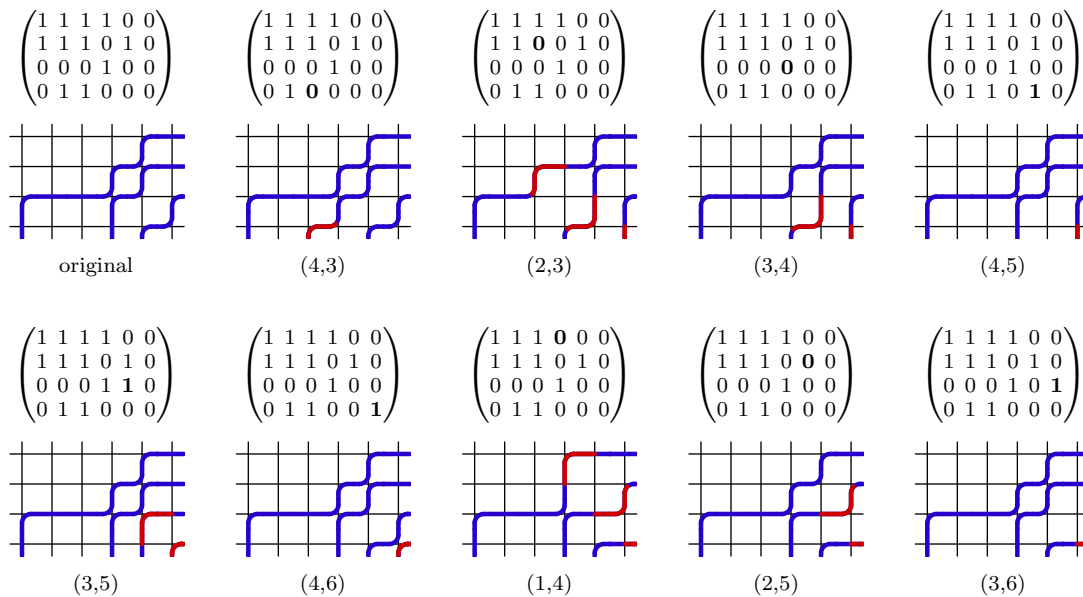 1 1 1 1 0 0
1 1 1 0 1 0
0 0 0 1 0 0
0 1 1 0 0 0
original
1 1 1 1 0 0
1 1 1 0 1 0
0 0 0 1 0 0
0 1 0 0 0 0
(4,3)
1 1 1 1 0 0
1 1 0 0 1 0
0 0 0 1 0 0
0 1 1 0 0 0
(2,3)
1 1 1 1 0 0
1 1 1 0 1 0
0 0 0 0 0 0
0 1 1 0 0 0
(3,4)
1 1 1 1 0 0
1 1 1 0 1 0
0 0 0 1 0 0
0 1 1 0 1 0
(4,5)
1 1 1 1 0 0
1 1 1 0 1 0
0 0 0 1 1 0
0 1 1 0 0 0
(3,5)
1 1 1 1 0 0
1 1 1 0 1 0
0 0 0 1 0 0
0 1 1 0 0 1
(4,6)
1 1 1 0 0 0
1 1 1 0 1 0
0 0 0 1 0 0
0 1 1 0 0 0
(1,4)
1 1 1 1 0 0
1 1 1 0 0 0
0 0 0 1 0 0
0 1 1 0 0 0
(2,5)
1 1 1 1 0 0
1 1 1 0 1 0
0 0 0 1 0 1
0 1 1 0 0 0
(3,6)